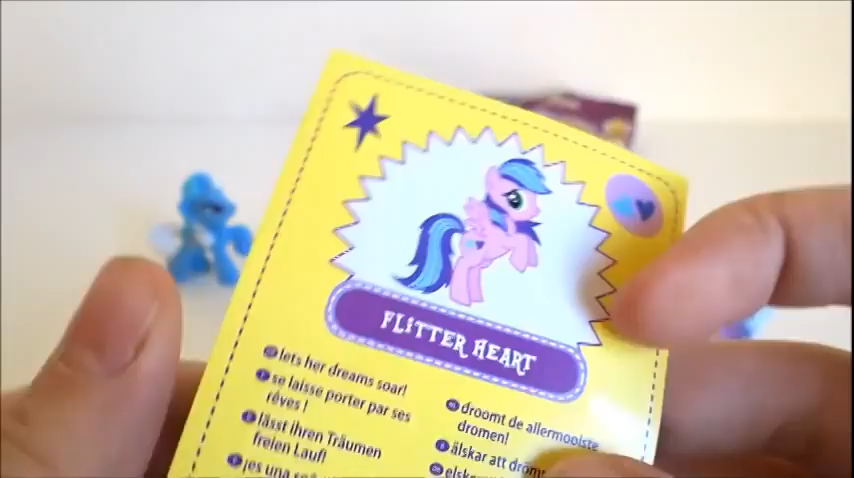 FLITTER HEART
lets her dreams soar!
se laisse porter par ses
rêves !
lässt ihren Träumen
freien Lauf!
droomt de allermooiste
dromen!
älskar att